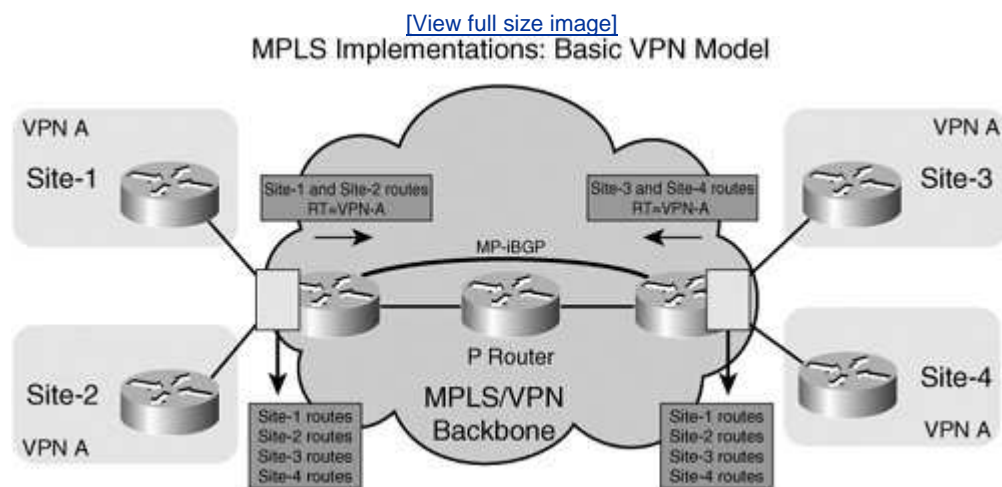 [View full size image]
MPLS Implementations: Basic VPN Model
VPN A
Site-1
Site-1 and Site-2 routes
RT=VPN-A
Site-3 and Site-4 routes
RT=VPN-A
VPN A
Site-3
MP-iBGP
P Router
MPLS/VPN
Backbone
Site-2
VPN A
Site-1 routes
Site-2 routes
Site-3 routes
Site-4 routes
Site-1 routes
Site-2 routes
Site-3 routes
Site-4 routes
Site-4
VPN A